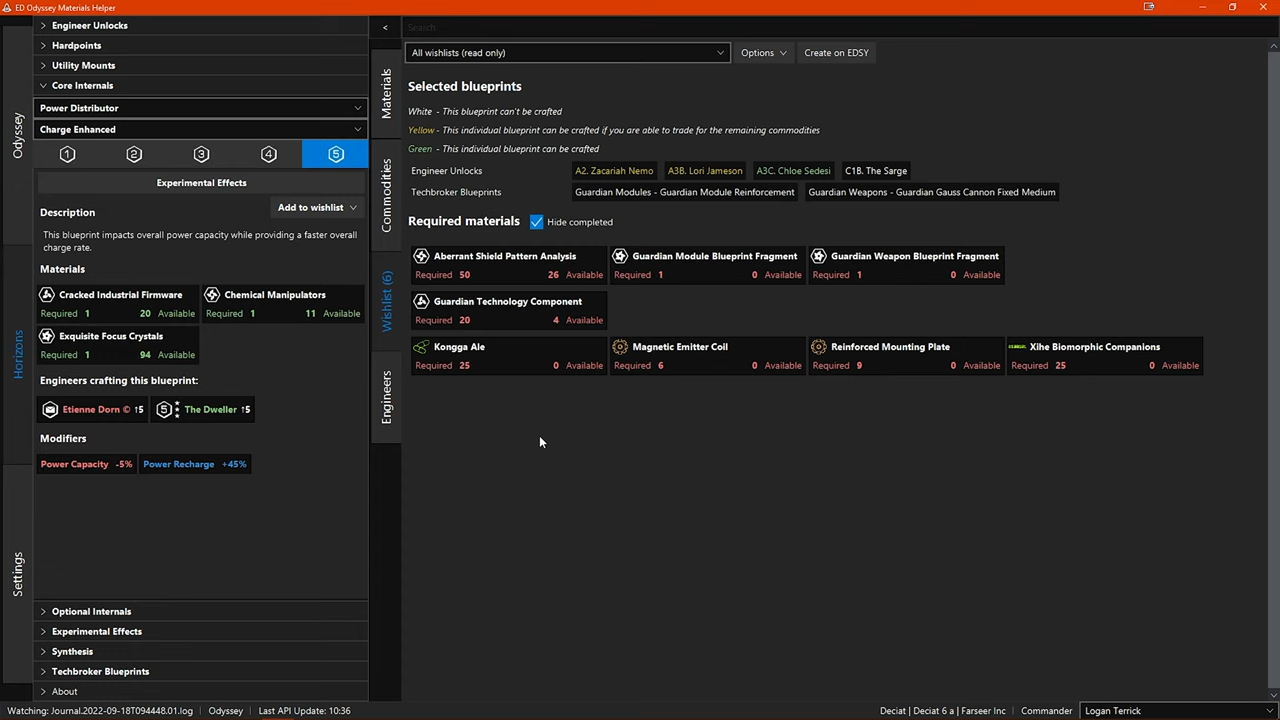 ED Odyssey Materials Helper
Odyssey
Horizons
Settings
Engineer Unlocks
Hardpoints
Utility Mounts
Core Internals
Power Distributor
Charge Enhanced
1 2 3 4 5
Experimental Effects
Description
Add to wishlist
This blueprint impacts overall power capacity while providing a faster overall
charge rate.
Materials
Cracked Industrial Firmware Chemical Manipulators
Required 1 20 Available Required 1 11 Available
Exquisite Focus Crystals
Required 1 94 Available
Engineers crafting this blueprint:
Etienne Dorn © ↑5 5 The Dweller ↑5
Modifiers
Power Capacity -5% Power Recharge +45%
Optional Internals
Experimental Effects
Synthesis
Techbroker Blueprints
About
<
Materials
Commodities
Wishlist (6)
Engineers
Search
All wishlists (read only) Options Create on EDSY
Selected blueprints
White - This blueprint can't be crafted
Yellow - This individual blueprint can be crafted if you are able to trade for the remaining commodities
Green - This individual blueprint can be crafted
Engineer Unlocks A2. Zacariah Nemo A3B. Lori Jameson A3C. Chloe Sedesi C1B. The Sarge
Techbroker Blueprints Guardian Modules - Guardian Module Reinforcement Guardian Weapons - Guardian Gauss Cannon Fixed Medium
Required materials Hide completed
Aberrant Shield Pattern Analysis Guardian Module Blueprint Fragment Guardian Weapon Blueprint Fragment
Required 50 26 Available Required 1 0 Available Required 1 0 Available
Guardian Technology Component
Required 20 4 Available
Kongga Ale Magnetic Emitter Coil Reinforced Mounting Plate Xihe Biomorphic Companions
Required 25 0 Available Required 6 0 Available Required 9 0 Available Required 25 0 Available
Watching: Journal.2022-09-18T094448.01.log Odyssey Last API Update: 10:36 Deciat | Deciat 6 a | Farseer Inc Commander Logan Terrick